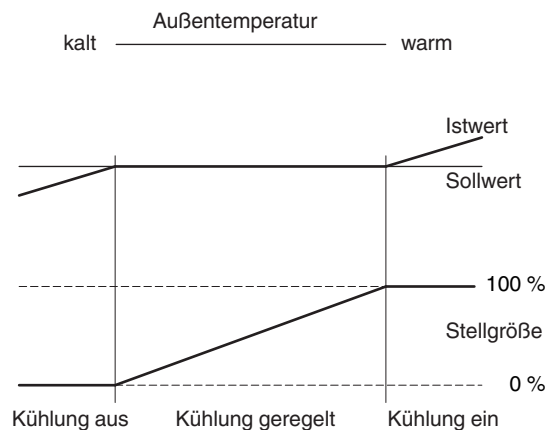 Außentemperatur
kalt
warm
Istwert
Sollwert
100 %
Stellgröße
0 %
Kühlung aus
Kühlung geregelt
Kühlung ein